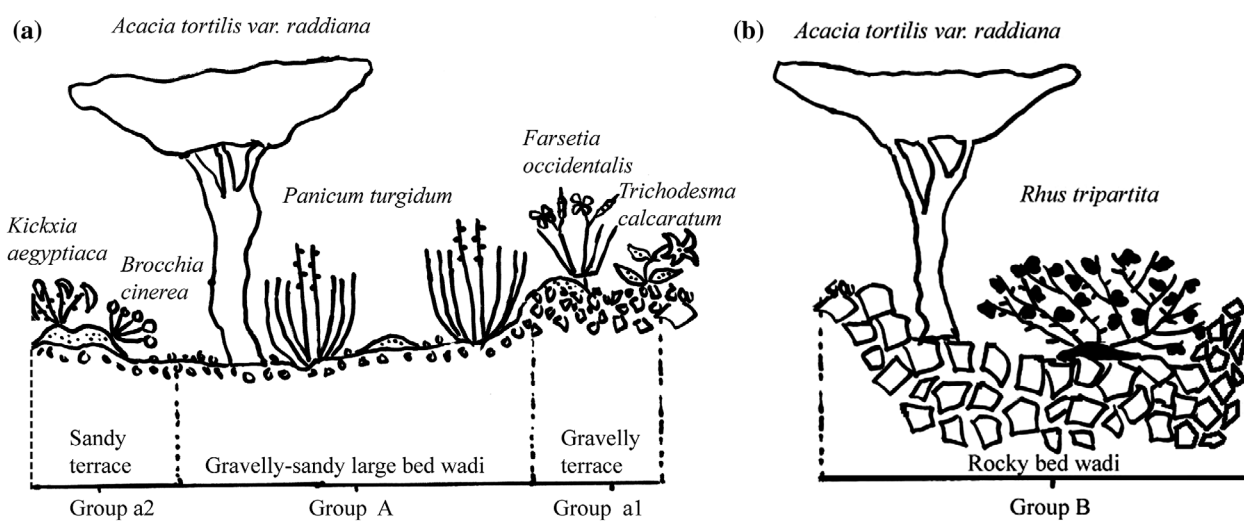 (a)
Acacia tortilis var. raddiana
Farsetia
occidentalis
Trichodesma
calcaratum
Panicum turgidum
Kickxia
aegyptiaca
Brocchia
cinerea
Sandy
terrace
Gravelly-sandy large bed wadi
Gravelly
terrace
Group a2
Group A
Group a1
(b)
Acacia tortilis var. raddiana
Rhus tripartita
Rocky bed wadi
Group B